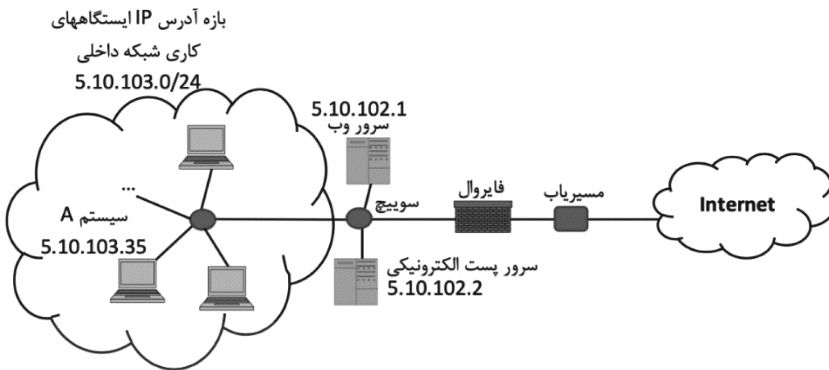 بازه آدرس IP ایستگاههای
کاری شبکه داخلی
5.10.103.0/24
5.10.102.1
سرور وب
...
سیستم A
5.10.103.35
سوییچ
فایروال
مسیریاب
Internet
سرور پست الکترونیکی
5.10.102.2